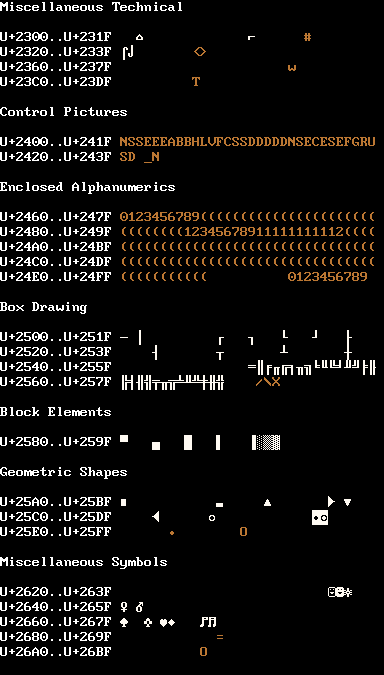 Miscellaneous Technical
U+2300..U+231F ⌂ ⌐ #
U+2320..U+233F ⌠⌡ ◇
U+2360..U+237F ω
U+23C0..U+23DF T
Control Pictures
U+2400..U+241F NSSEEEABBHLVFCSSDDDDDNSECESEFGRU
U+2420..U+243F SD _N
Enclosed Alphanumerics
U+2460..U+247F 0123456789((((((((((((((((((((((
U+2480..U+249F ((((((((12345678911111111112((((
U+24A0..U+24BF ((((((((((((((((((((((((((((((((
U+24C0..U+24DF ((((((((((((((((((((((((((((((((
U+24E0..U+24FF ((((((((((( 0123456789
Box Drawing
U+2500..U+251F ─ │ ┌ ┐ └ ┘ ├
U+2520..U+253F ┤ ┬ ┴ ┼
U+2540..U+255F ═║╒╓╔╕╖╗╘╙╚╛╜╝╞╟
U+2560..U+257F ╠╡╢╣╤╥╦╧╨╩╪╫╬ ╱╲╳
Block Elements
U+2580..U+259F ▀ ▄ █ ▌ ▐░▒▓
Geometric Shapes
U+25A0..U+25BF ■ ▬ ▲ ► ▼
U+25C0..U+25DF ◄ ○ ◘◙
U+25E0..U+25FF • O
Miscellaneous Symbols
U+2620..U+263F ☺☻☼
U+2640..U+265F ♀ ♂
U+2660..U+267F ♠ ♣ ♥♦ ♪♫
U+2680..U+269F =
U+26A0..U+26BF O